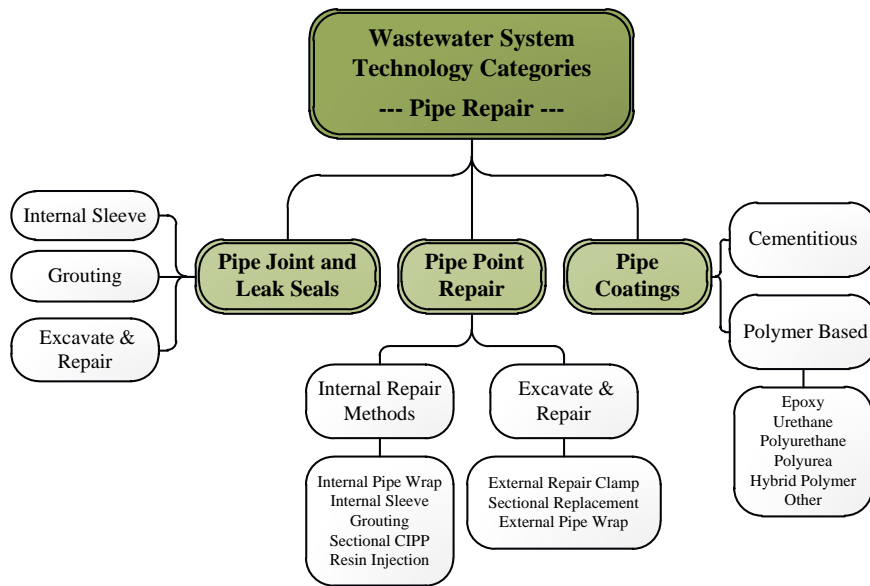 Wastewater System
Technology Categories
--- Pipe Repair ---
Internal Sleeve
Grouting
Excavate &
Repair
Pipe Joint and
Leak Seals
Pipe Point
Repair
Pipe
Coatings
Cementitious
Polymer Based
Epoxy
Urethane
Polyurethane
Polyurea
Hybrid Polymer
Other
Internal Repair
Methods
Internal Pipe Wrap
Internal Sleeve
Grouting
Sectional CIPP
Resin Injection
Excavate &
Repair
External Repair Clamp
Sectional Replacement
External Pipe Wrap